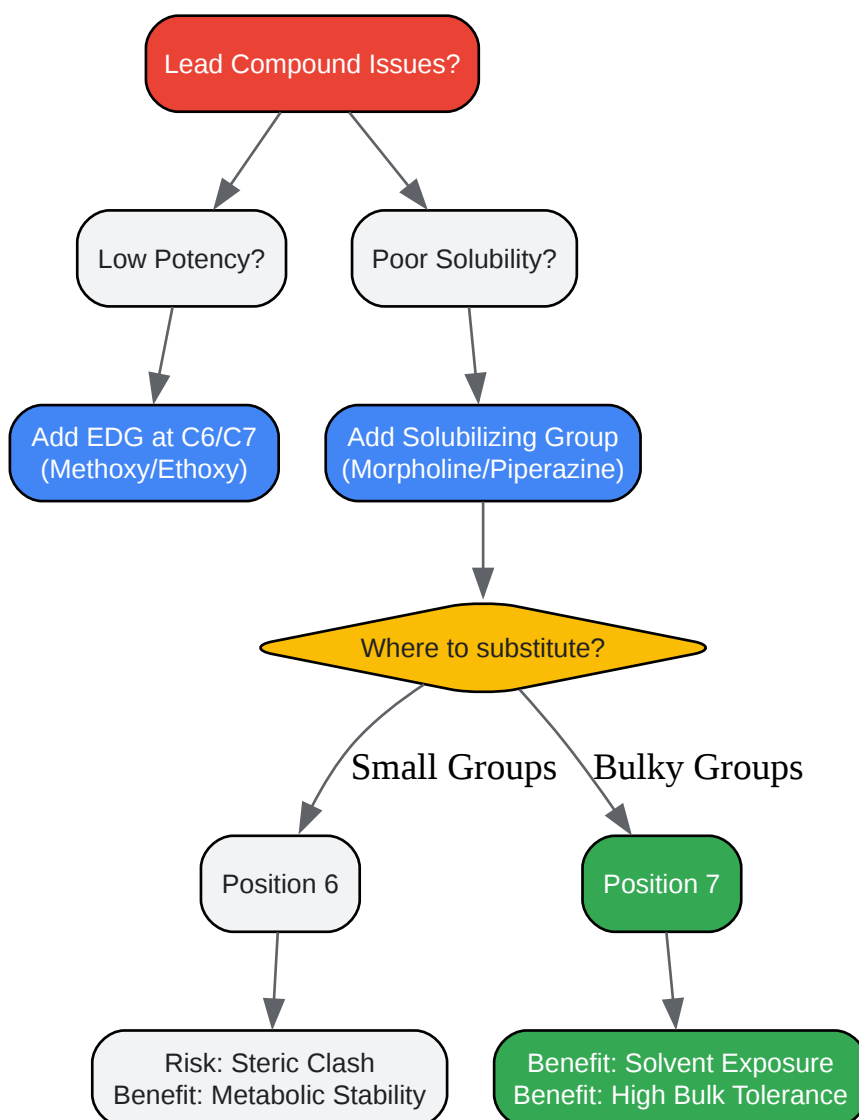 Lead Compound Issues?
Low Potency?
Poor Solubility?
Add EDG at C6/C7
(Methoxy/Ethoxy)
Add Solubilizing Group
(Morpholine/Piperazine)
Where to substitute?
Small Groups
Bulky Groups
Position 6
Position 7
Risk: Steric Clash
Benefit: Metabolic Stability
Benefit: Solvent Exposure
Benefit: High Bulk Tolerance